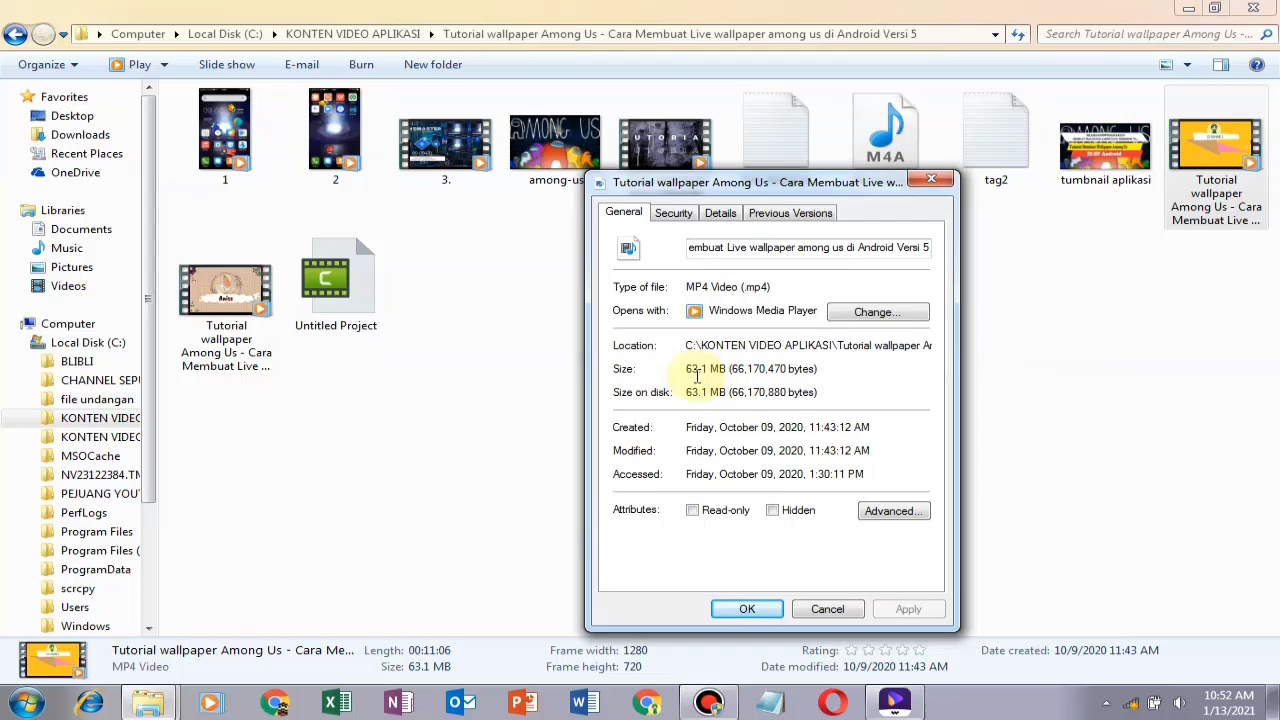 Computer
Local Disk (C:)
KONTEN VIDEO APLIKASI
Tutorial wallpaper Among Us - Cara Membuat Live wallpaper among us di Android Versi 5
Search Tutorial wallpaper Among Us -...
Organize
Play
Slide show
E-mail
Burn
New folder
Favorites
Desktop
Downloads
Recent Places
OneDrive
Libraries
Documents
Music
Pictures
Videos
Computer
Local Disk (C:)
BLIBLI
CHANNEL SEP
file undangan
KONTEN VIDEO
KONTEN VIDEO
MSOCache
NV23122384.TM
PEJUANG YOUT
PerfLogs
Program Files
Program Files (
ProgramData
scrcpy
Users
Windows
1
2
3.
AMONG US
among-us
UTORIA
M4A
tag2
tumbnail aplikasi
Tutorial
wallpaper
Among Us - Cara
Membuat Live ...
Aniss
Tutorial
wallpaper
Among Us - Cara
Membuat Live ...
C
Untitled Project
Tutorial wallpaper Among Us - Cara Membuat Live w...
General
Security
Details
Previous Versions
embuat Live wallpaper among us di Android Versi 5
Type of file:
MP4 Video (.mp4)
Opens with:
Windows Media Player
Change...
Location:
C:\KONTEN VIDEO APLIKASI\Tutorial wallpaper Ar
Size:
63.1 MB (66,170,470 bytes)
Size on disk:
63.1 MB (66,170,880 bytes)
Created:
Friday, October 09, 2020, 11:43:12 AM
Modified:
Friday, October 09, 2020, 11:43:12 AM
Accessed:
Friday, October 09, 2020, 1:30:11 PM
Attributes:
Read-only
Hidden
Advanced...
OK
Cancel
Apply
Tutorial wallpaper Among Us - Cara Me...
MP4 Video
Length: 00:11:06
Size: 63.1 MB
Frame width: 1280
Frame height: 720
Rating:
Date modified: 10/9/2020 11:43 AM
Date created: 10/9/2020 11:43 AM
10:52 AM
1/13/2021